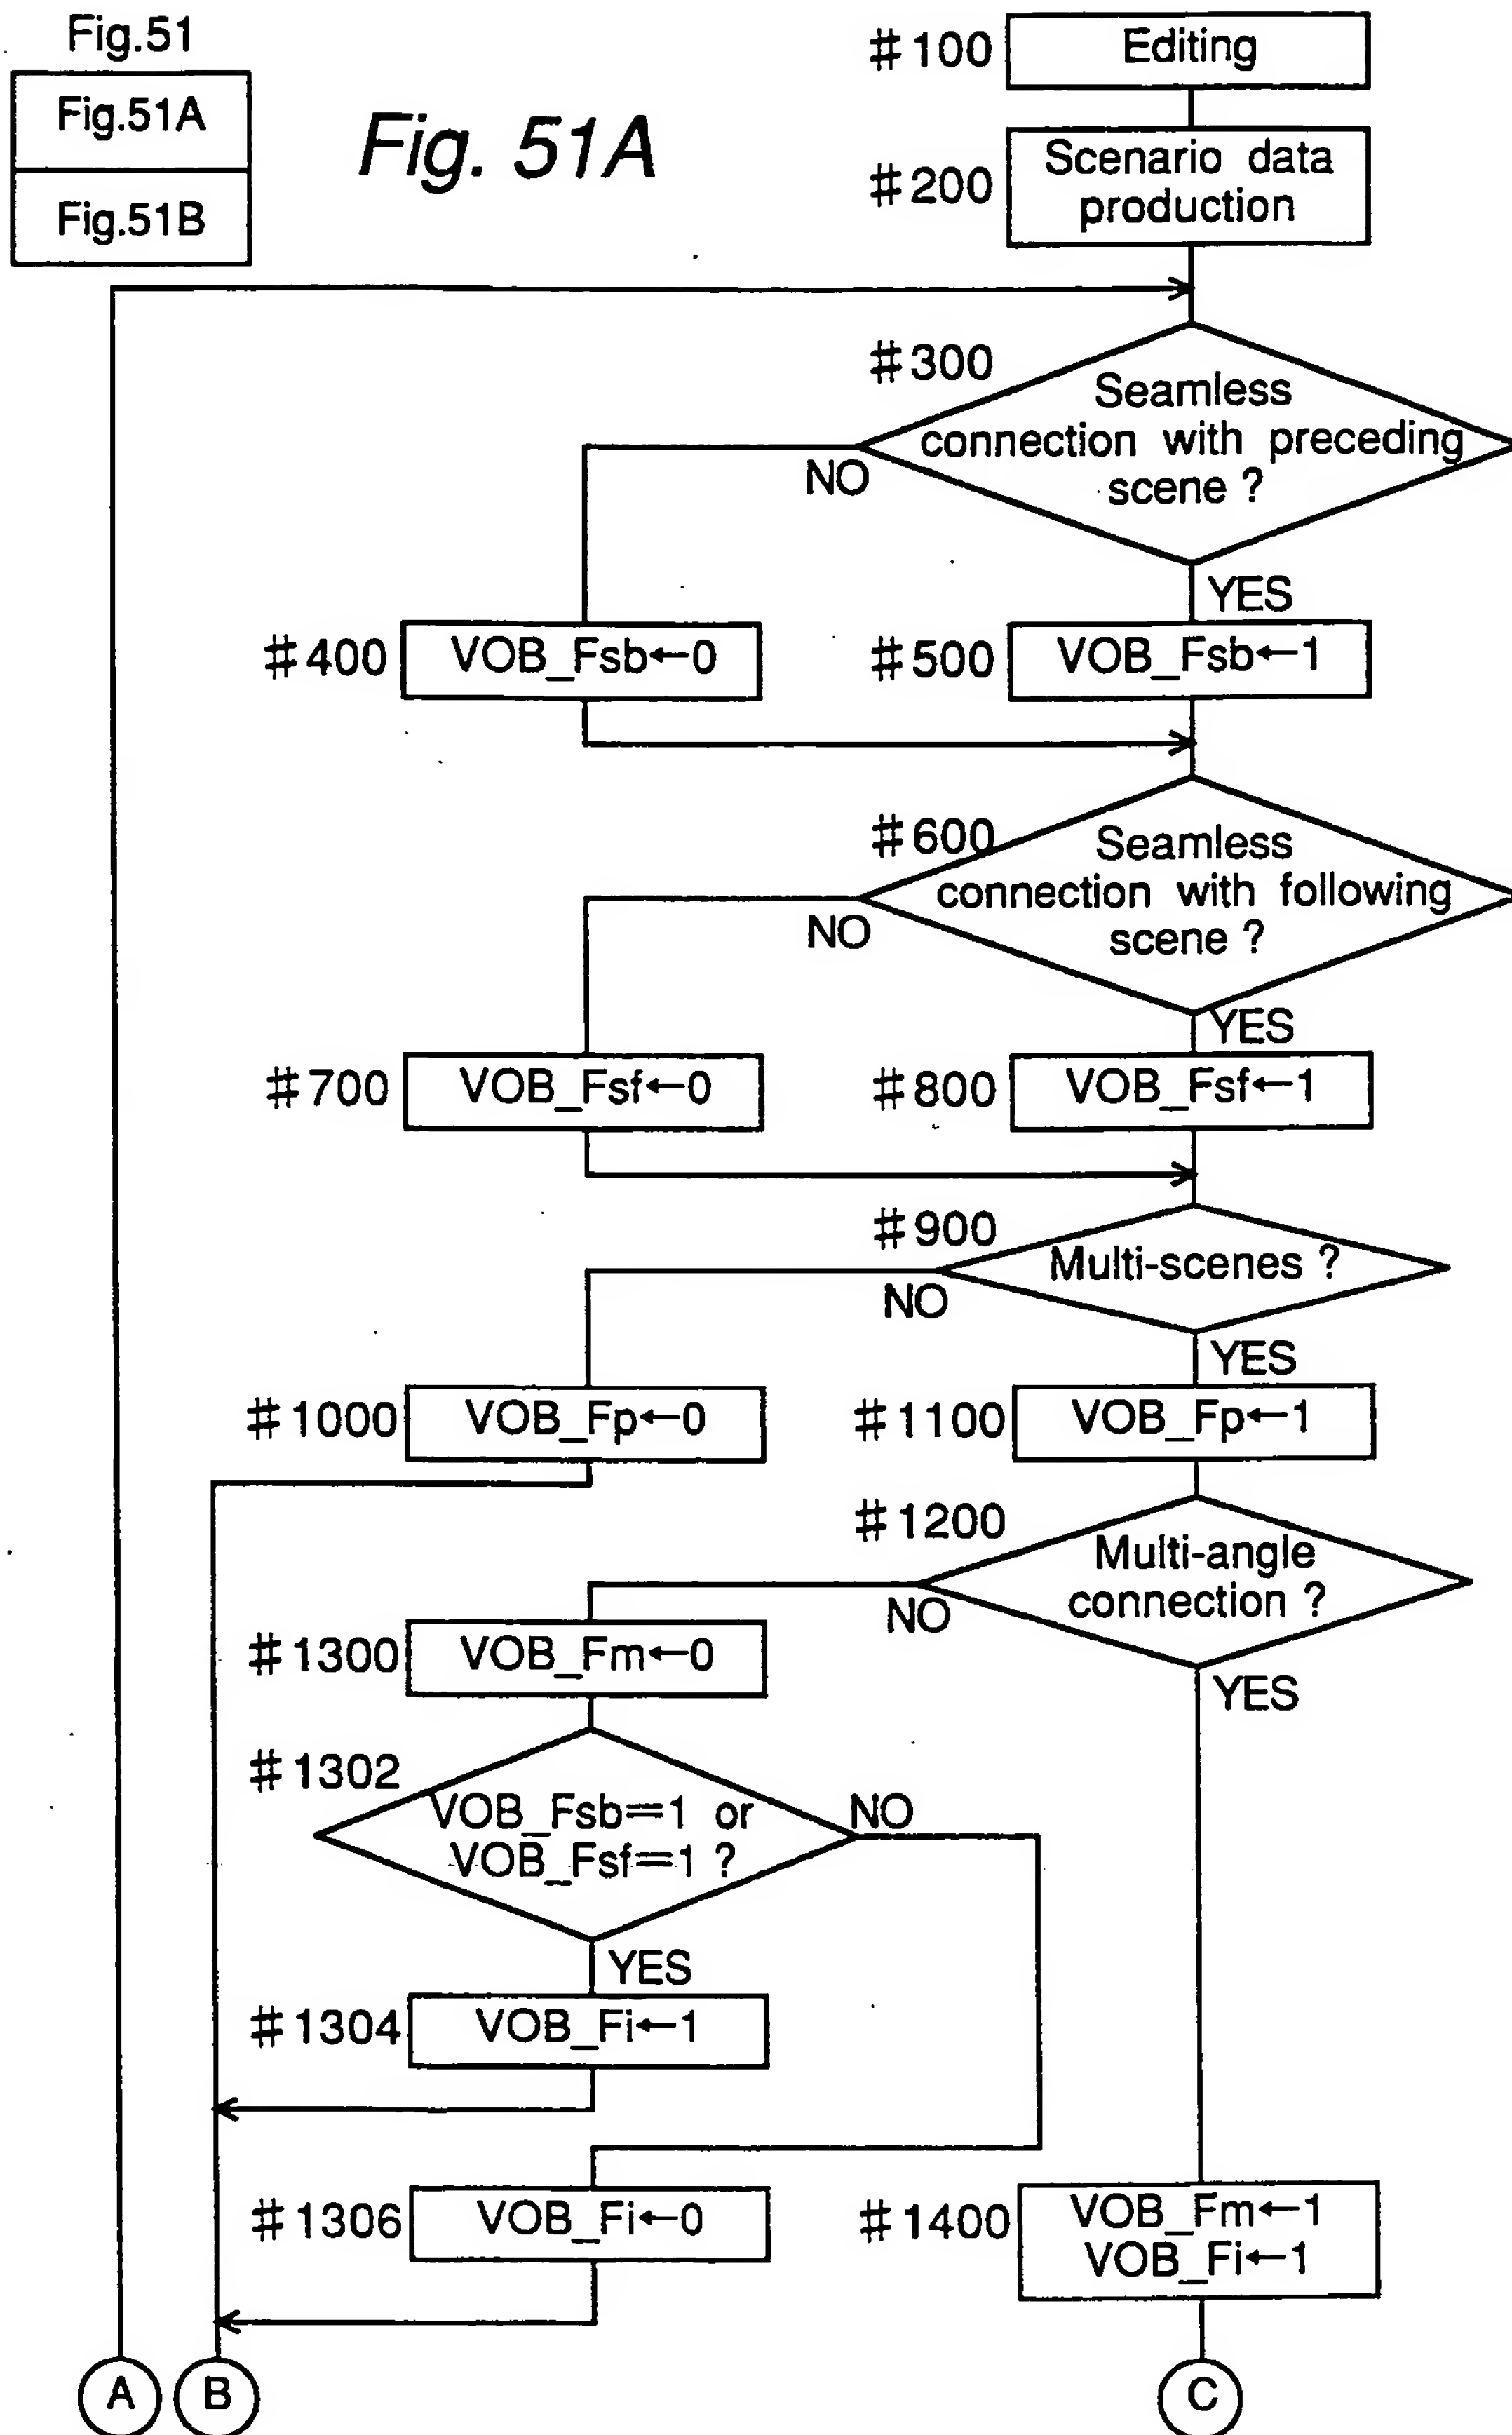 Fig.51
Fig.51A
Fig.51B
Fig. 51A
#100
Editing
#200
Scenario data
production
#300
Seamless
connection with preceding
scene ?
NO
YES
#400
VOB_Fsb←0
#500
VOB_Fsb←1
#600
Seamless
connection with following
scene ?
NO
YES
#700
VOB_Fsf←0
#800
VOB_Fsf←1
#900
Multi-scenes ?
NO
YES
#1000
VOB_Fp←0
#1100
VOB_Fp←1
#1200
Multi-angle
connection ?
NO
YES
#1300
VOB_Fm←0
#1302
VOB_Fsb=1 or
VOB_Fsf=1 ?
NO
YES
#1304
VOB_Fi←1
#1306
VOB_Fi←0
#1400
VOB_Fm←1
VOB_Fi←1
A
B
C